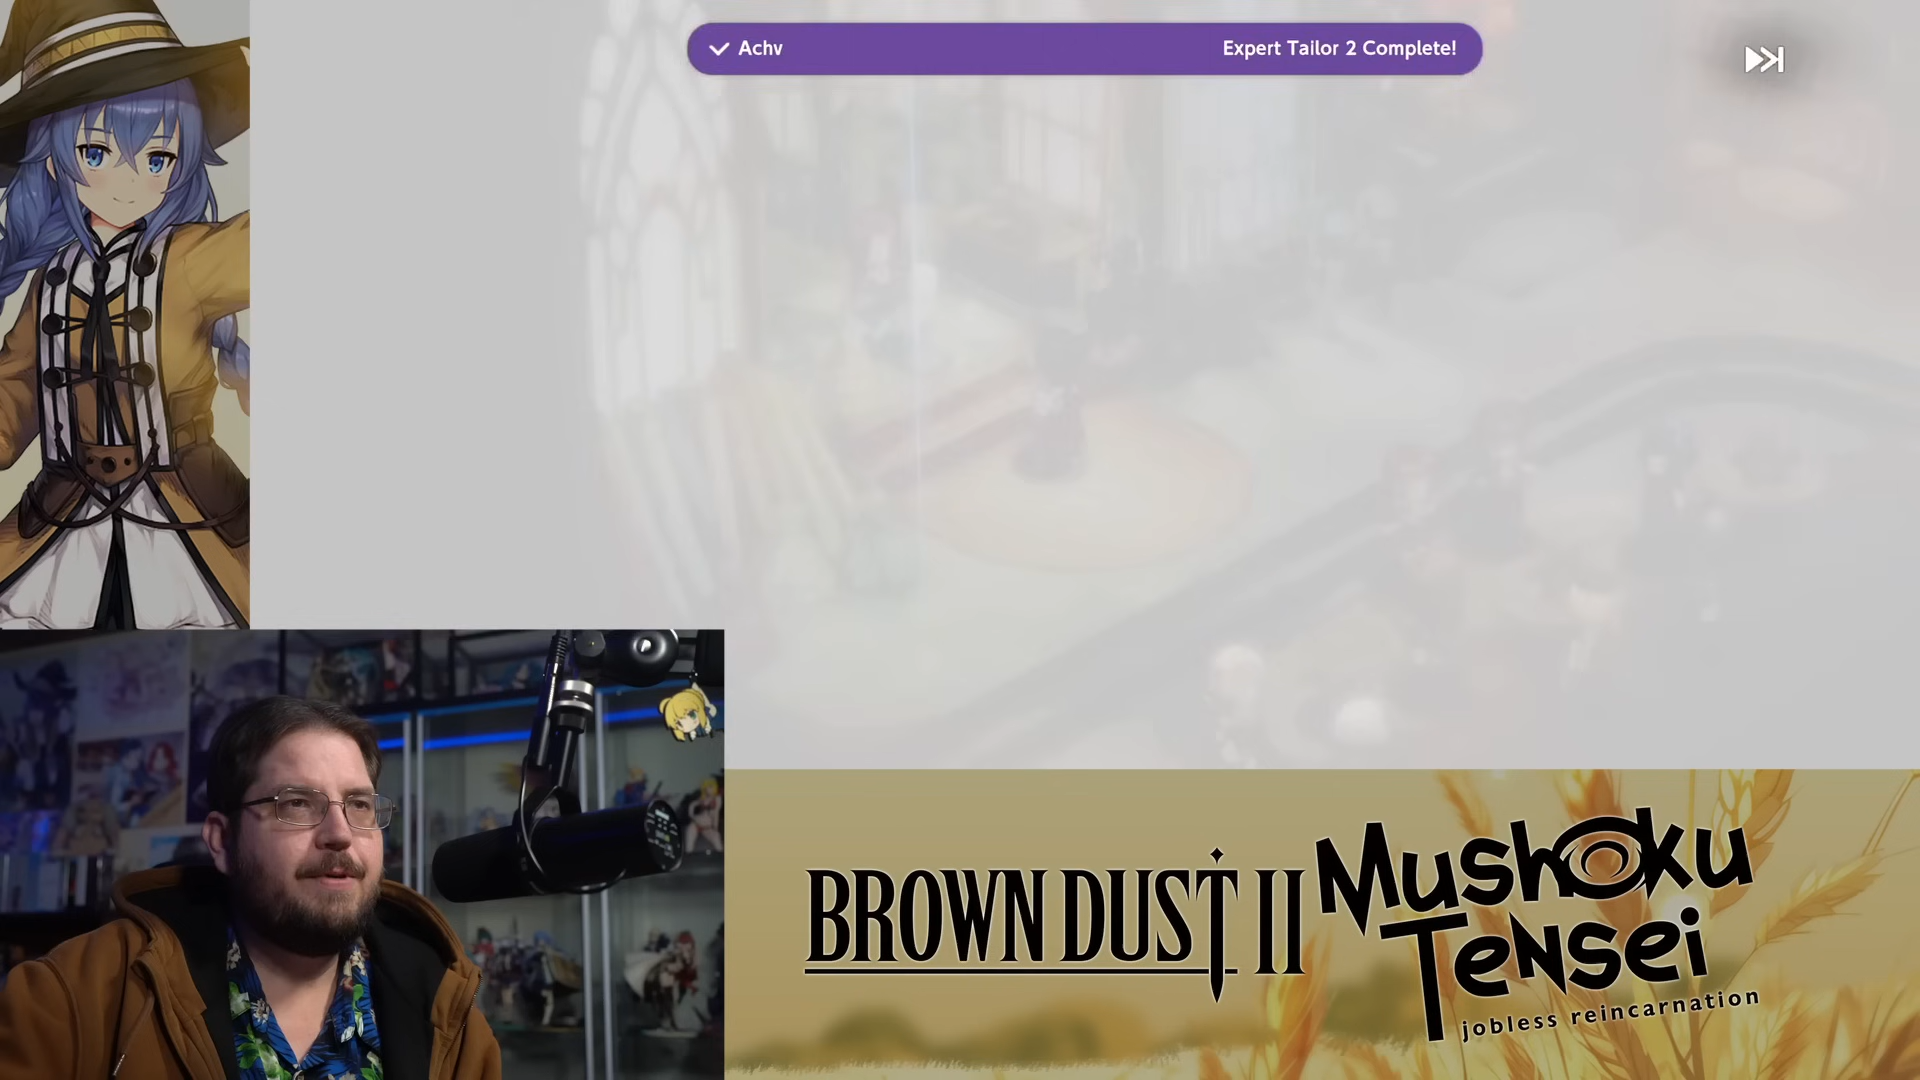 Achv
Expert Tailor 2 Complete!
BROWN DUST II
Mushoku
Tensei
jobless reincarnation